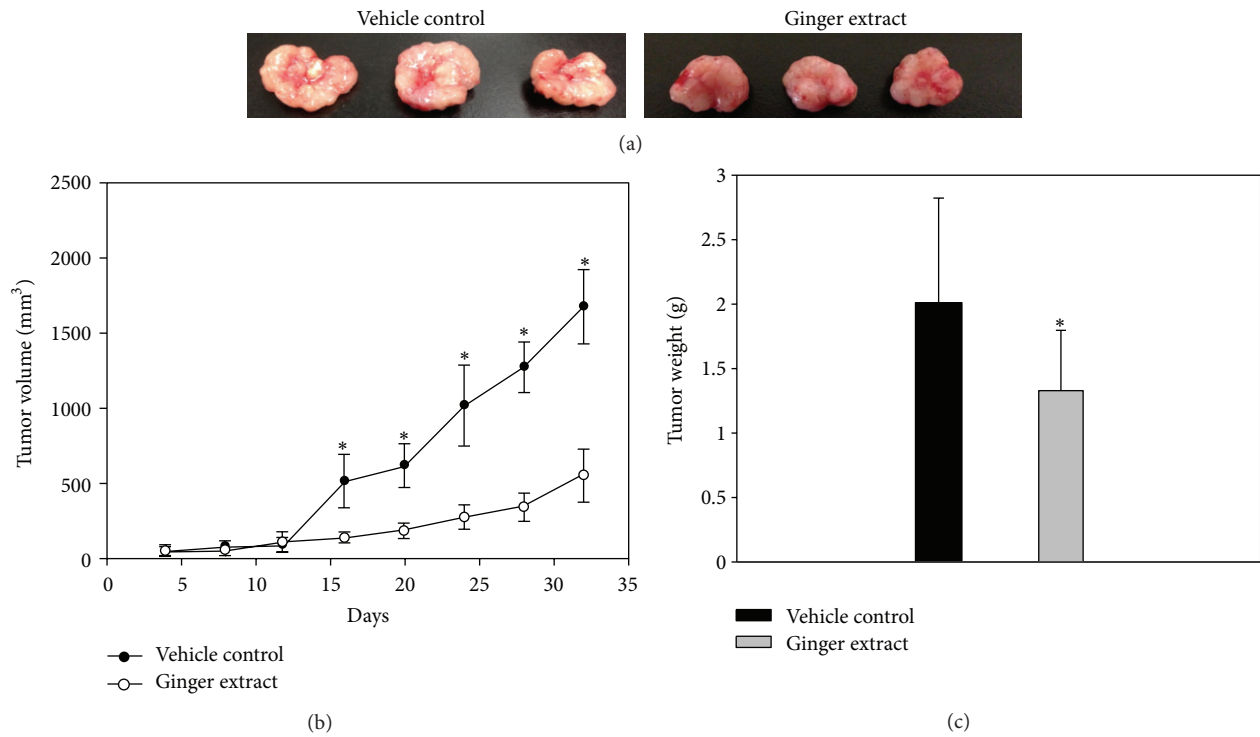 Vehicle control
Ginger extract
(a)
2500
2000
1500
1000
500
0
Tumor volume (mm³)
0 5 10 15 20 25 30 35
Days
* * * * *
Vehicle control
Ginger extract
(b)
3
2.5
2
1.5
1
0.5
0
Tumor weight (g)
*
Vehicle control
Ginger extract
(c)